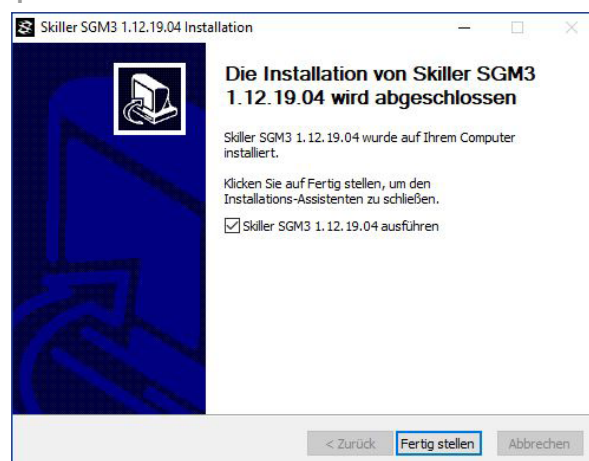 Skiller SGM3 1.12.19.04 Installation
Die Installation von Skiller SGM3
1.12.19.04 wird abgeschlossen
Skiller SGM3 1.12.19.04 wurde auf Ihrem Computer
installiert.
Klicken Sie auf Fertig stellen, um den
Installations-Assistenten zu schließen.
Skiller SGM3 1.12.19.04 ausführen
< Zurück Fertig stellen Abbrechen